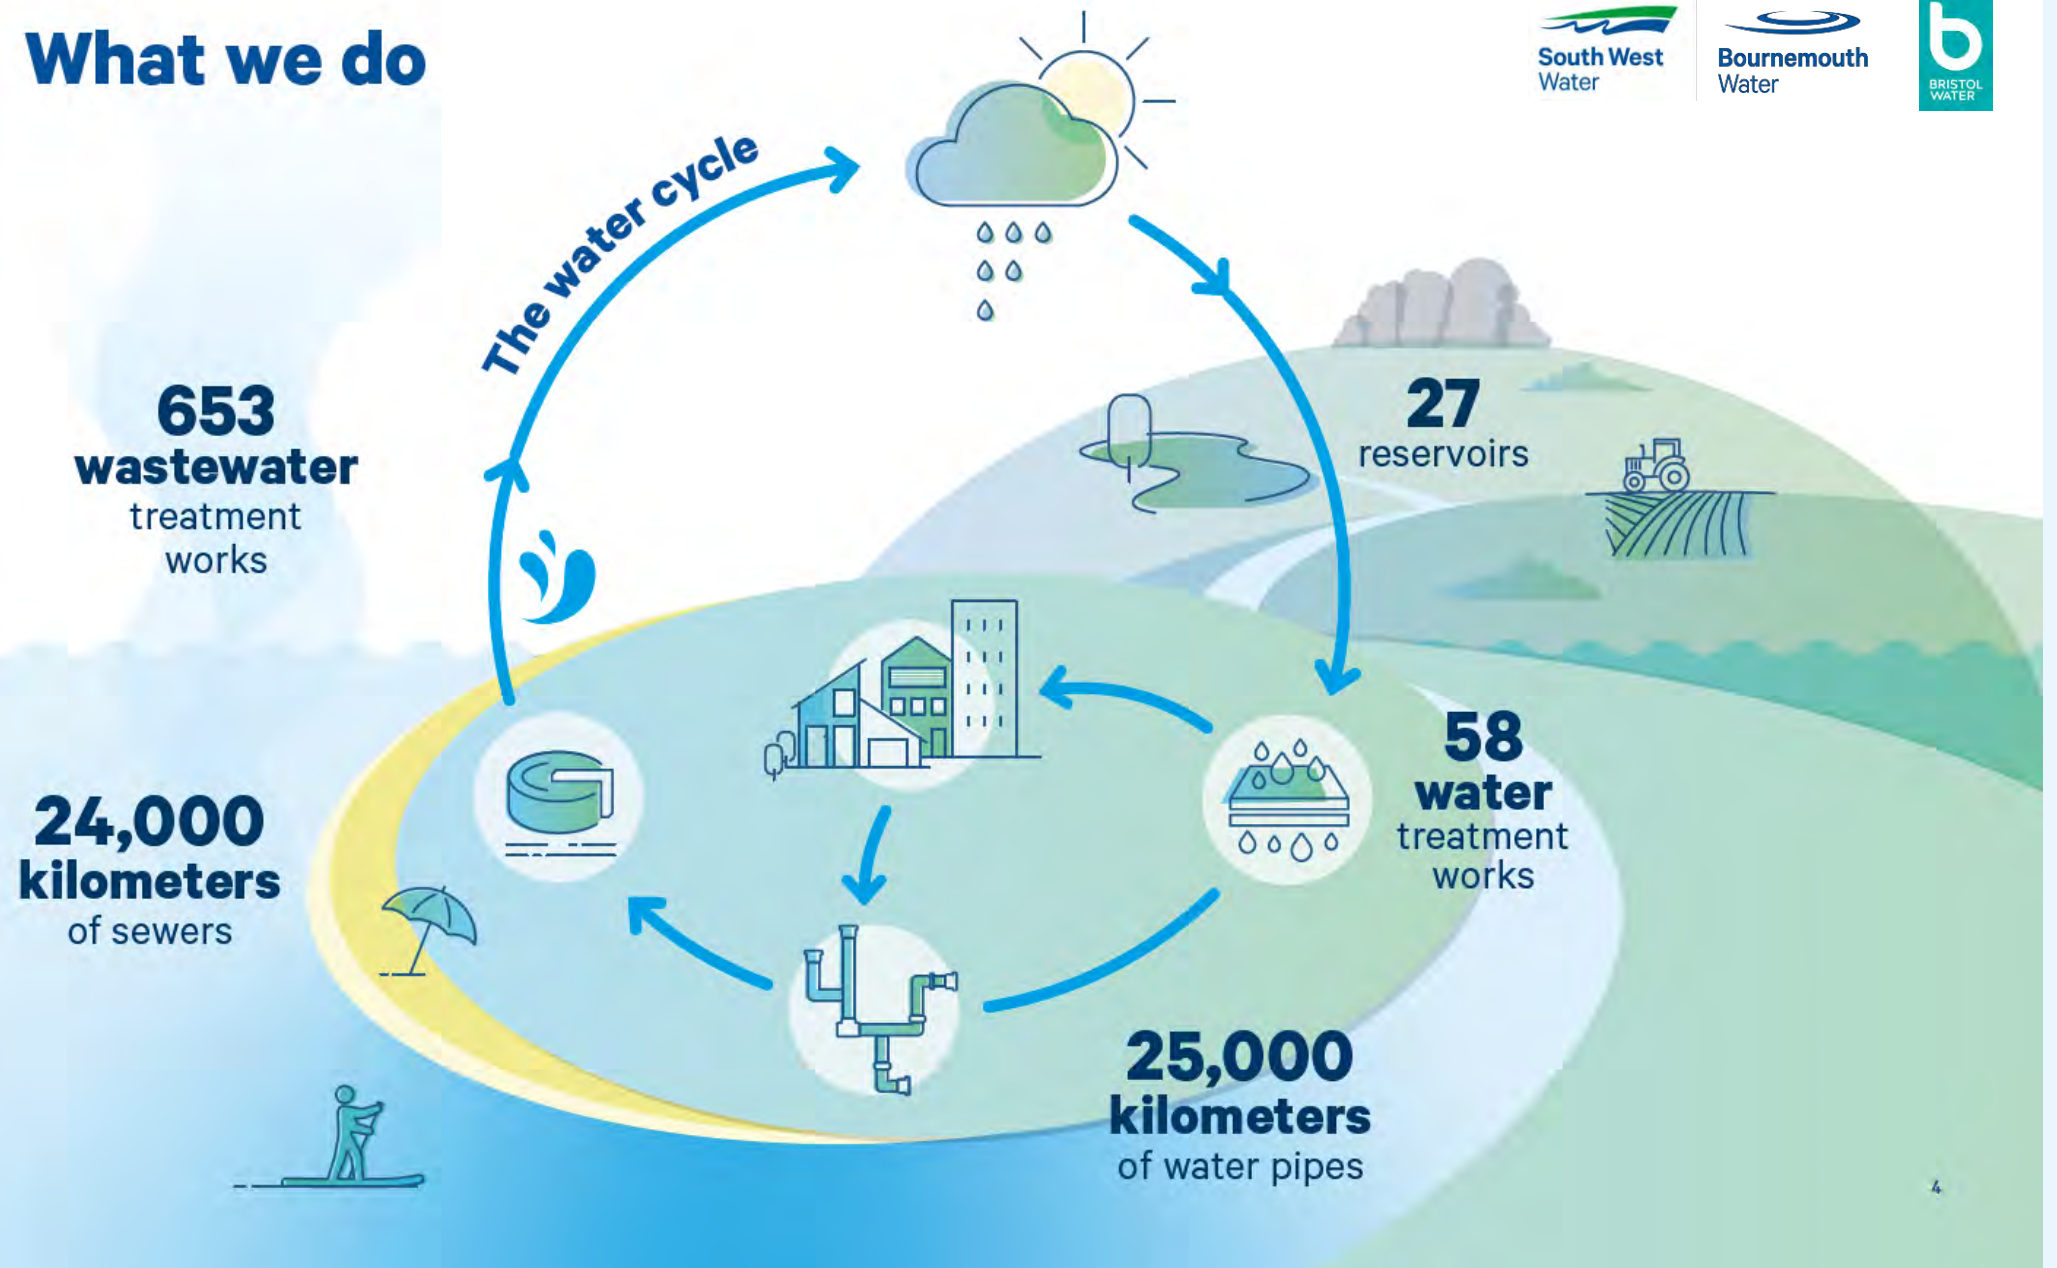 What we do
South West
Water
Bournemouth
Water
b
BRISTOL
WATER
The water cycle
653
wastewater
treatment
works
27
reservoirs
24,000
kilometers
of sewers
58
water
treatment
works
25,000
kilometers
of water pipes
4